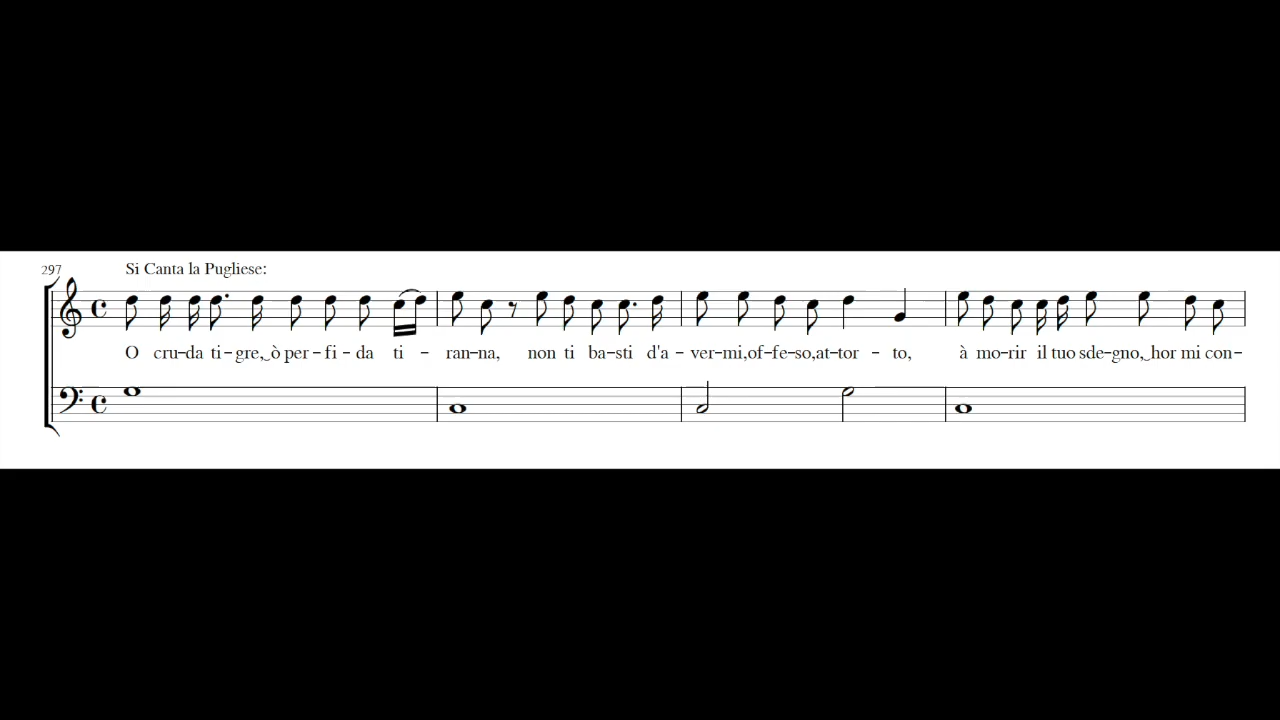 297
Si Canta la Pugliese:
O cru–da ti–gre,‿ò per–fi–da ti–ran–na, non ti ba–sti d'a–ver–mi,of–fe–so,at–tor–to, à mo–rir il tuo sde–gno,‿hor mi con–